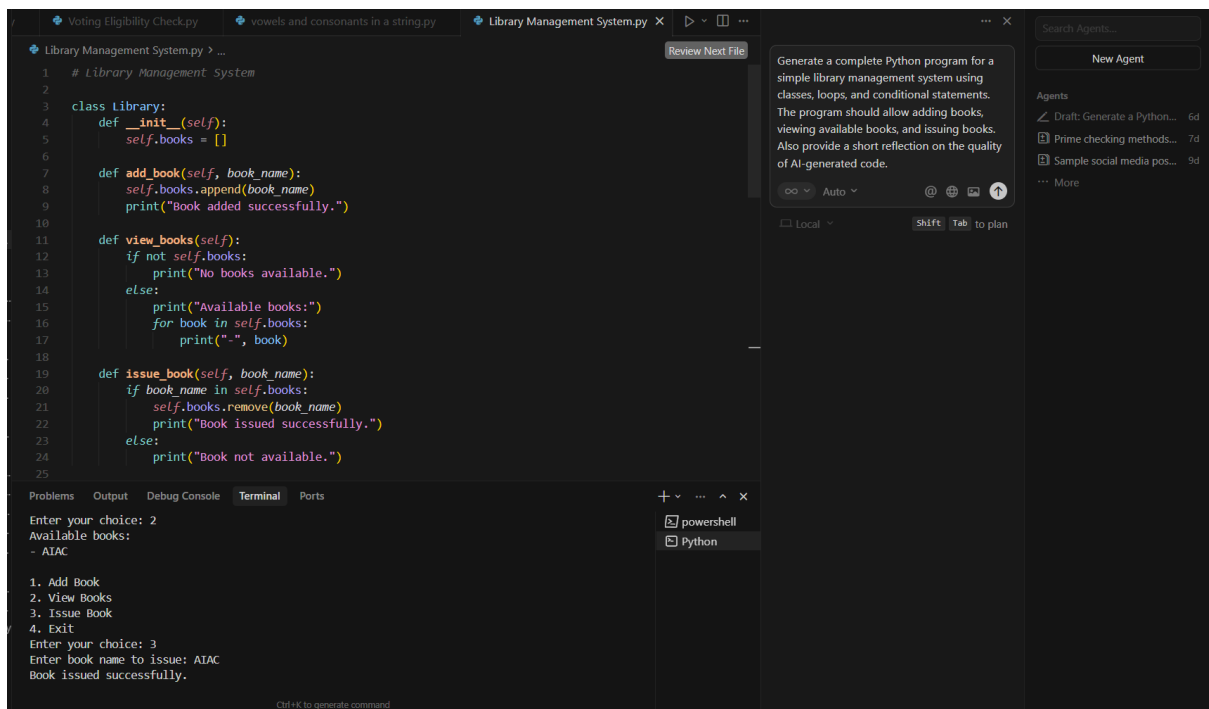 Voting Eligibility Check.py
vowels and consonants in a string.py
Library Management System.py
Library Management System.py > ...
Review Next File
1 # Library Management System
2
3 class Library:
4 def __init__(self):
5 self.books = []
6
7 def add_book(self, book_name):
8 self.books.append(book_name)
9 print("Book added successfully.")
10
11 def view_books(self):
12 if not self.books:
13 print("No books available.")
14 else:
15 print("Available books:")
16 for book in self.books:
17 print("-", book)
18
19 def issue_book(self, book_name):
20 if book_name in self.books:
21 self.books.remove(book_name)
22 print("Book issued successfully.")
23 else:
24 print("Book not available.")
25
Problems Output Debug Console Terminal Ports
Enter your choice: 2
Available books:
- AIAC
1. Add Book
2. View Books
3. Issue Book
4. Exit
Enter your choice: 3
Enter book name to issue: AIAC
Book issued successfully.
Ctrl+K to generate command
powershell
Python
Generate a complete Python program for a
simple library management system using
classes, loops, and conditional statements.
The program should allow adding books,
viewing available books, and issuing books.
Also provide a short reflection on the quality
of AI-generated code.
Auto
Local
Shift Tab to plan
Search Agents...
New Agent
Agents
Draft: Generate a Python... 6d
Prime checking methods... 7d
Sample social media pos... 9d
... More